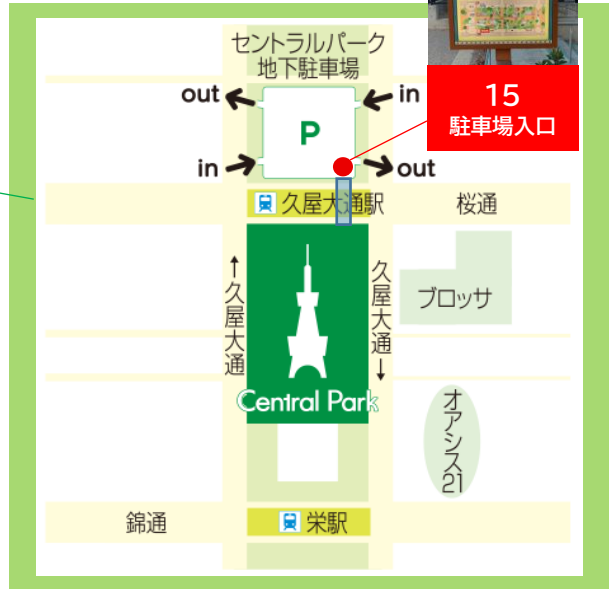 セントラルパーク
地下駐車場
out
in
P
in
out
15
駐車場入口
久屋大通駅
桜通
↑久屋大通
久屋大通↓
ブロッサ
Central Park
オアシス21
錦通
栄駅